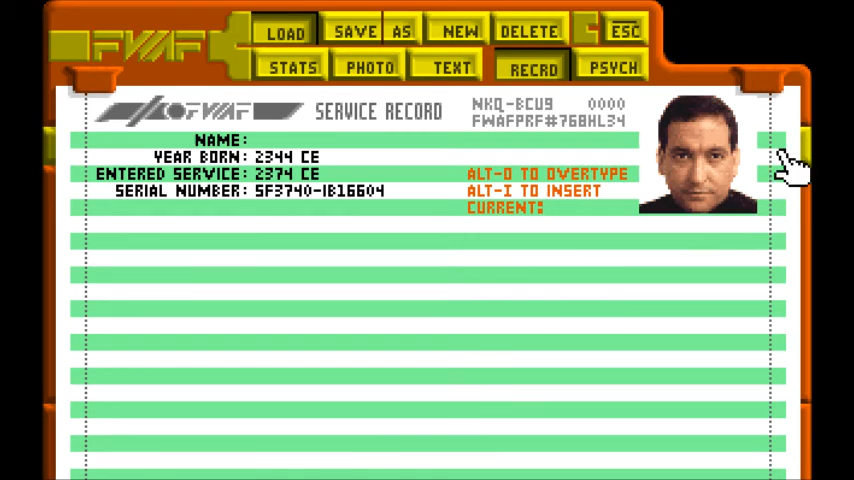 LOAD SAVE AS NEW DELETE ESC
FWAF
STATS PHOTO TEXT RECRD PSYCH
FWAF SERVICE RECORD NKQ-BCU9 0000
FWAFPRF#768HL34
NAME:
YEAR BORN: 2344 CE
ENTERED SERVICE: 2374 CE ALT-O TO OVERTYPE
SERIAL NUMBER: SF3740-IB16604 ALT-I TO INSERT
CURRENT: